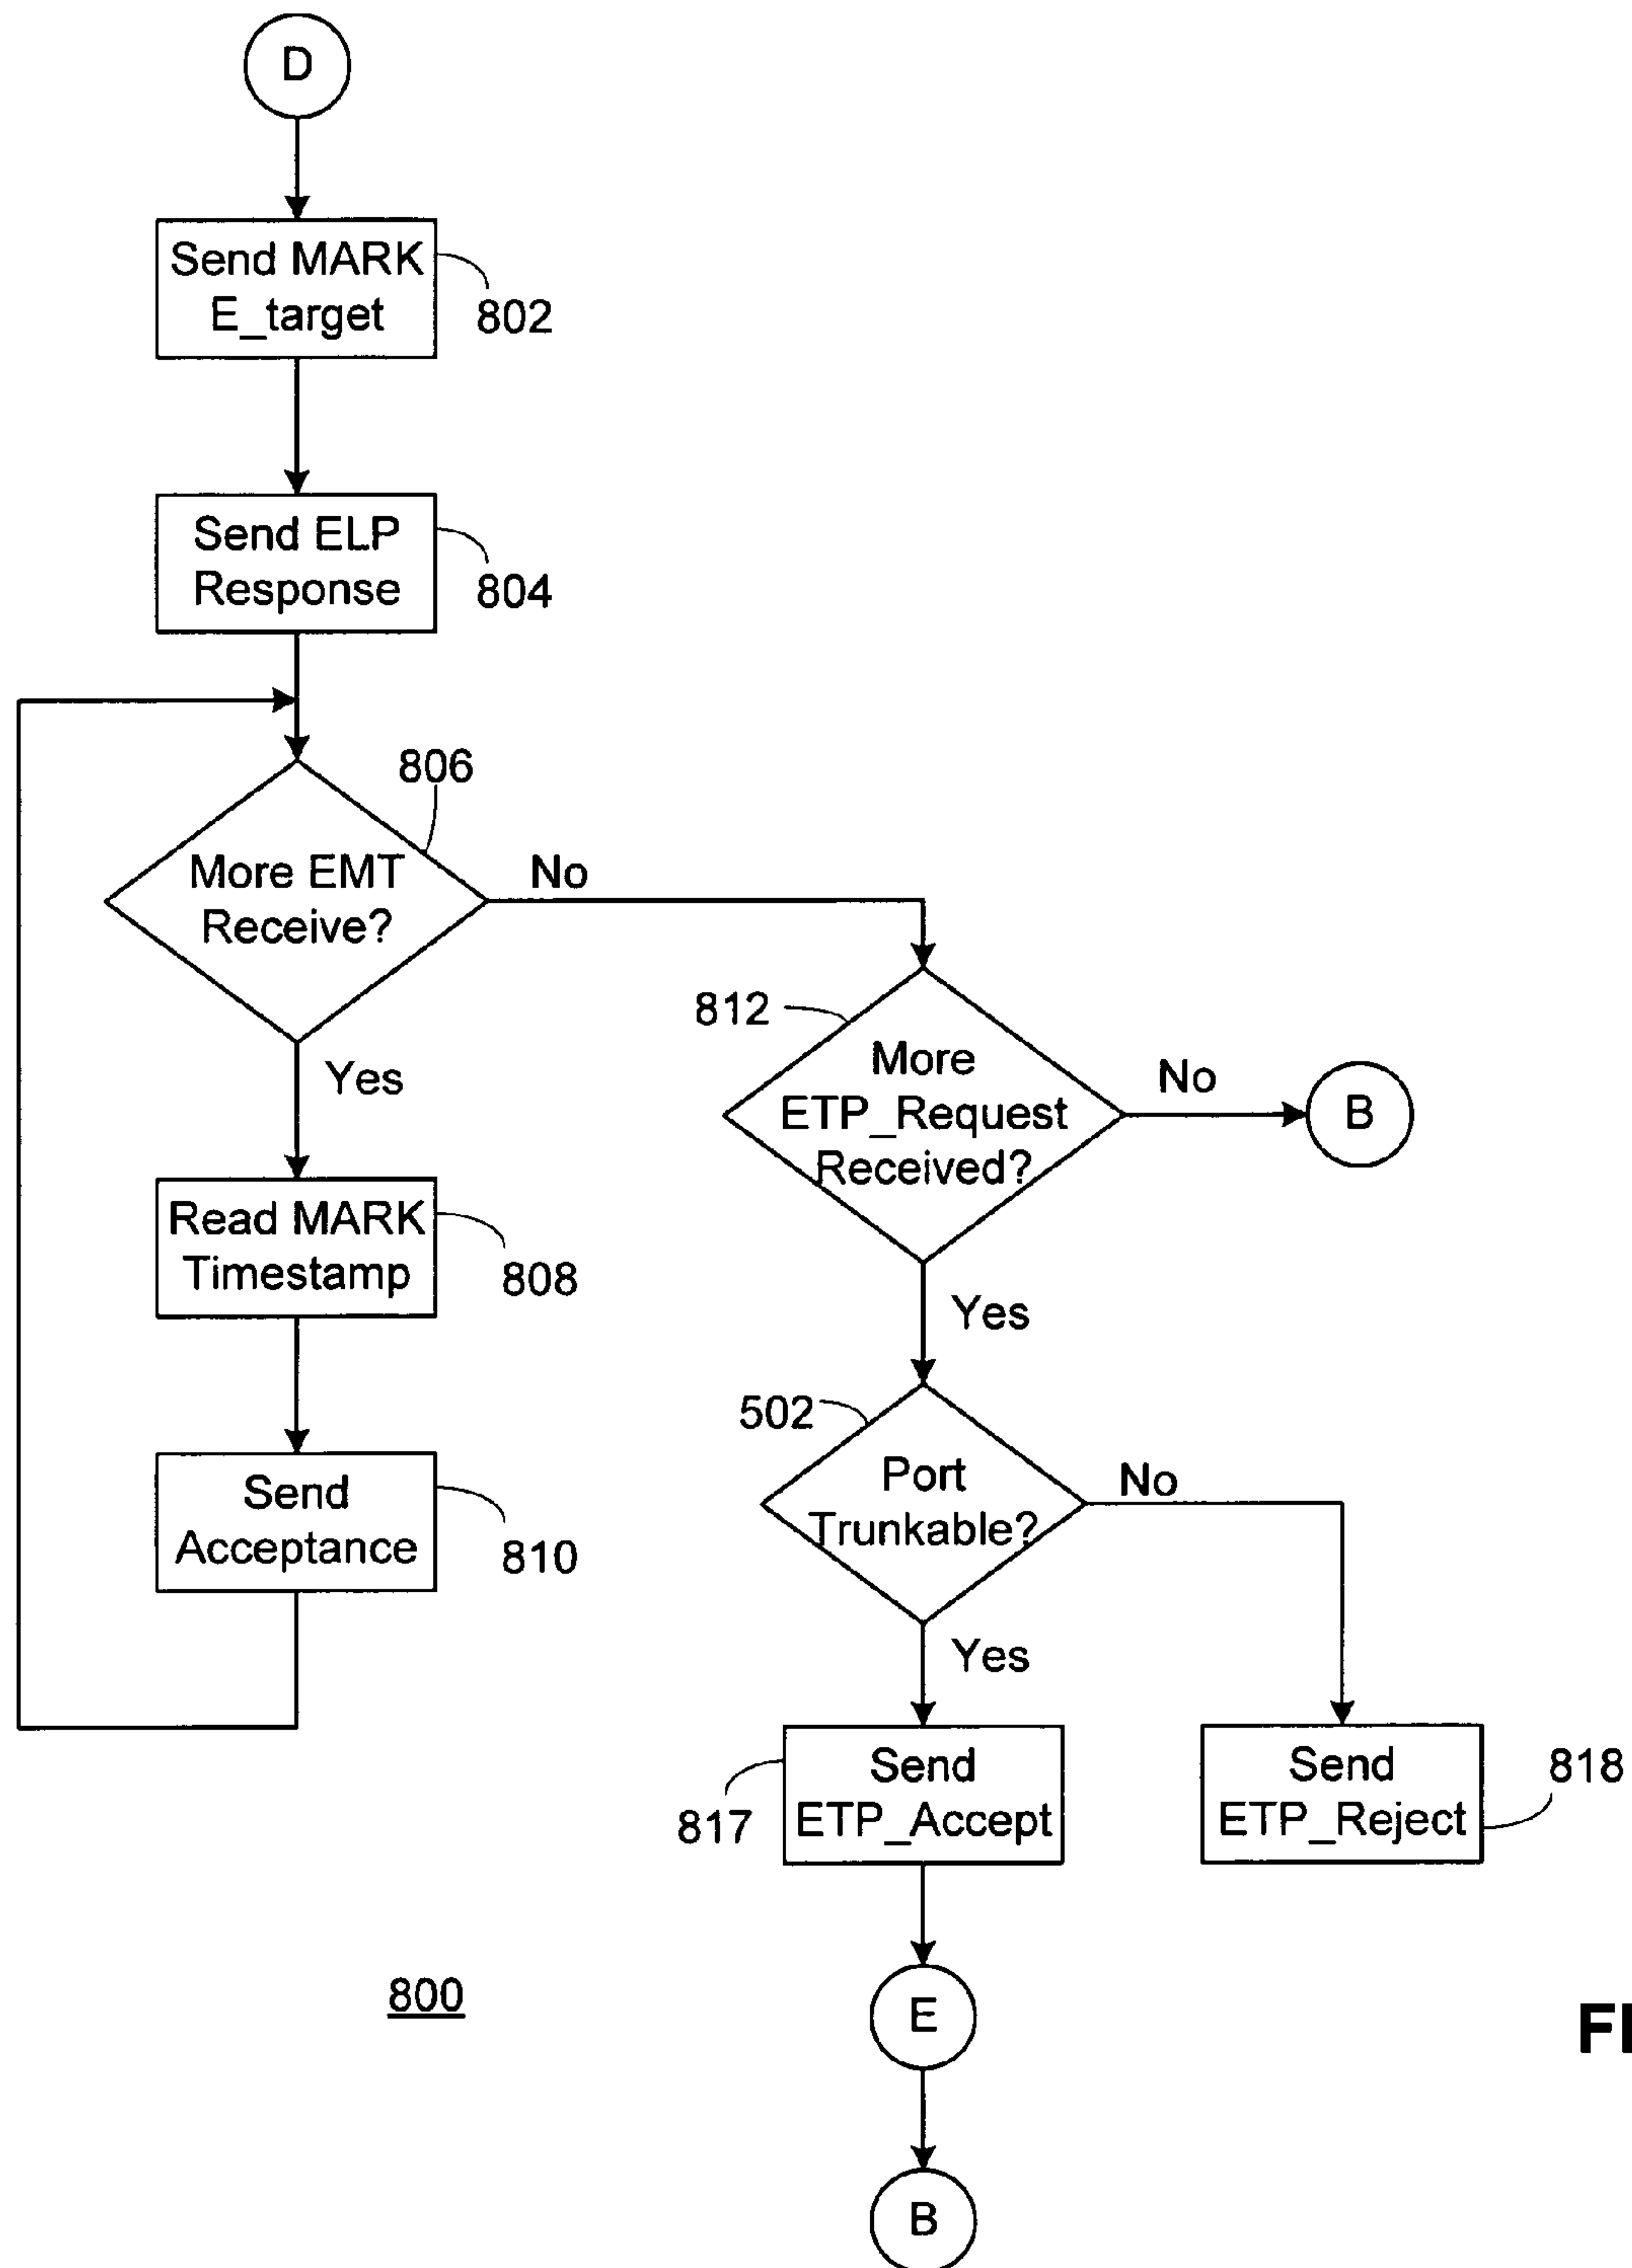 D
Send MARK
E_target
802
Send ELP
Response
804
806
More EMT
Receive?
No
Yes
812
More
ETP_Request
Received?
No
B
Yes
Read MARK
Timestamp
808
502
Port
Trunkable?
No
Yes
Send
Acceptance
810
Send
ETP_Accept
817
Send
ETP_Reject
818
E
800
B